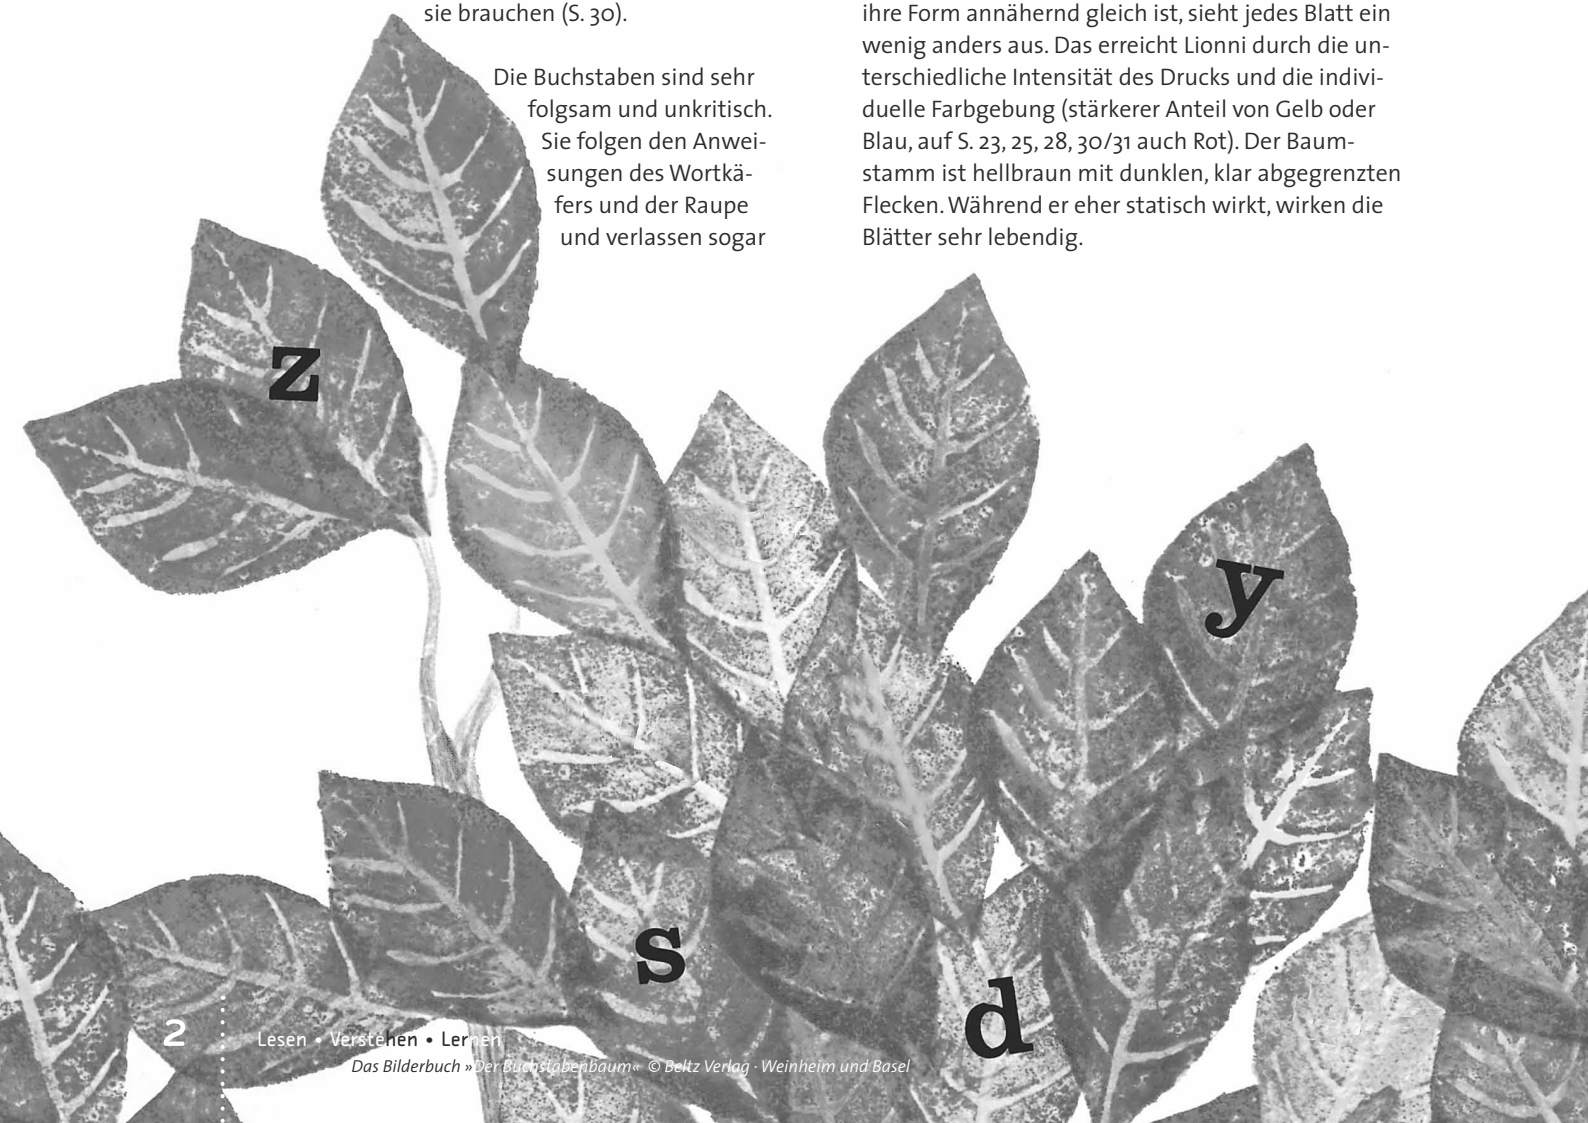 sie brauchen (S. 30).
Die Buchstaben sind sehr
folgsam und unkritisch.
Sie folgen den Anwei-
sungen des Wortkä-
fers und der Raupe
und verlassen sogar
ihre Form annähernd gleich ist, sieht jedes Blatt ein
wenig anders aus. Das erreicht Lionni durch die un-
terschiedliche Intensität des Drucks und die indivi-
duelle Farbgebung (stärkerer Anteil von Gelb oder
Blau, auf S. 23, 25, 28, 30/31 auch Rot). Der Baum-
stamm ist hellbraun mit dunklen, klar abgegrenzten
Flecken. Während er eher statisch wirkt, wirken die
Blätter sehr lebendig.
z
y
s
d
2
Lesen • Verstehen • Lernen
Das Bilderbuch »Der Buchstabenbaum« © Beltz Verlag · Weinheim und Basel